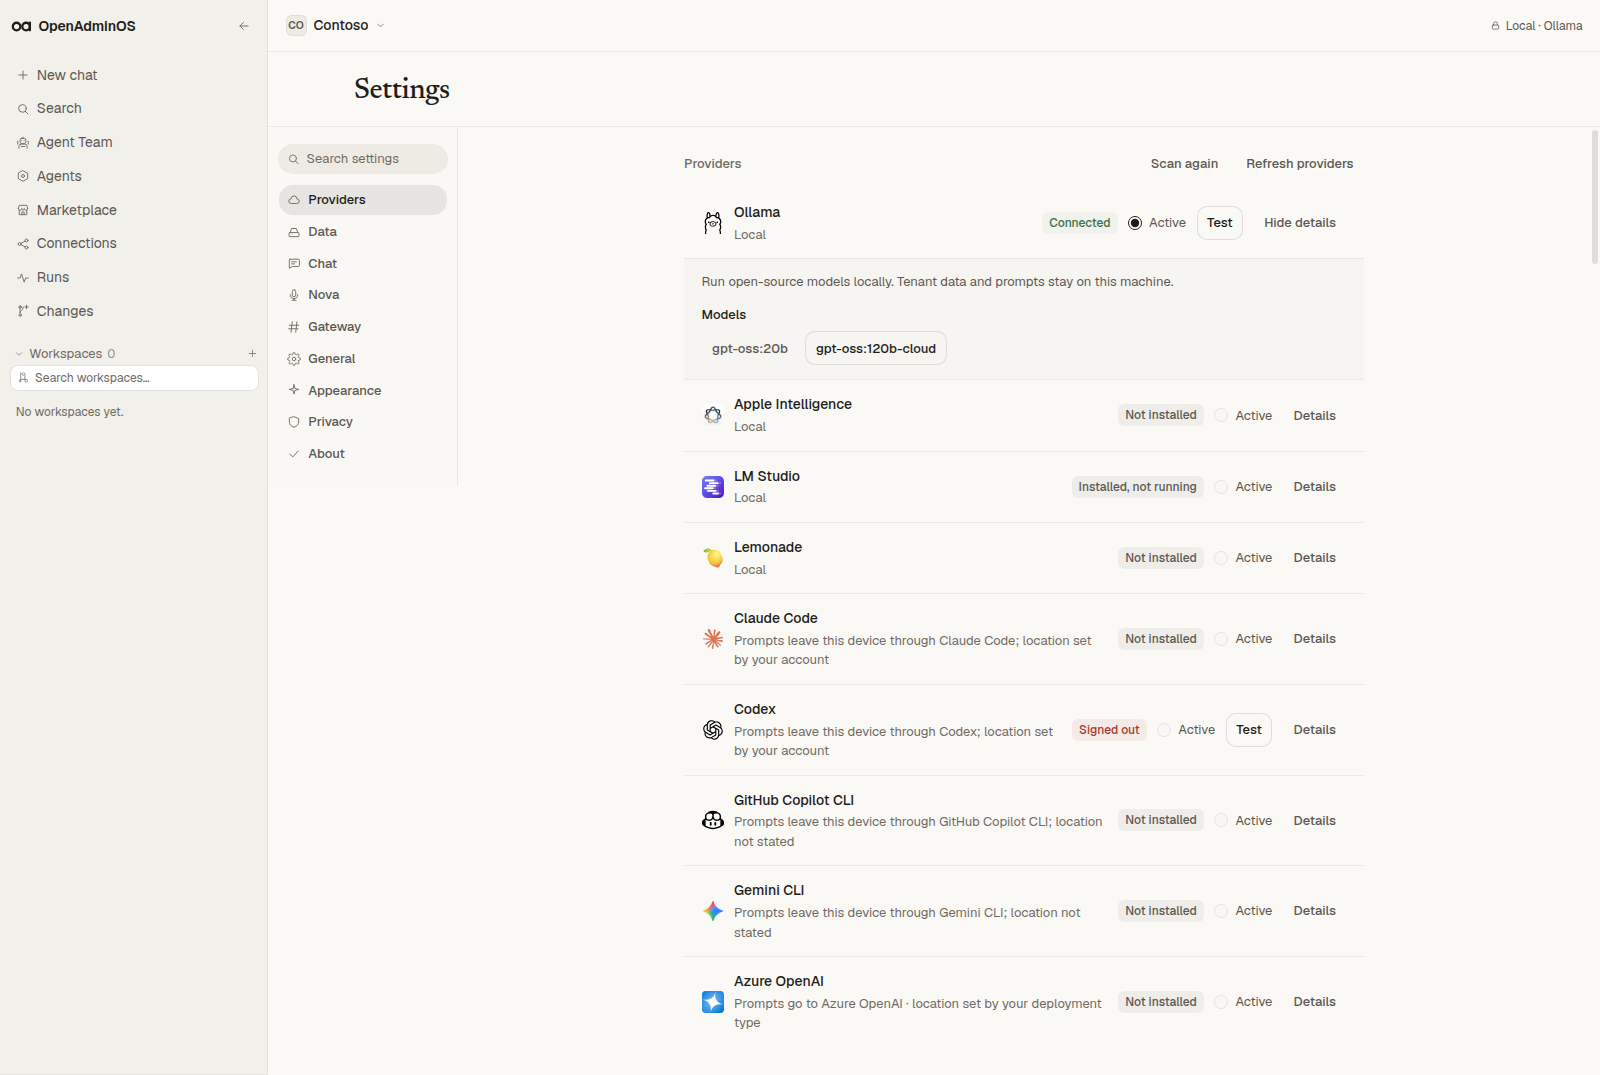 OpenAdminOS
New chat
Search
Agent Team
Agents
Marketplace
Connections
Runs
Changes
Workspaces 0
Search workspaces...
No workspaces yet.
CO Contoso
Local · Ollama
Settings
Search settings
Providers
Data
Chat
Nova
Gateway
General
Appearance
Privacy
About
Providers
Scan again
Refresh providers
Ollama
Local
Connected
Active
Test
Hide details
Run open-source models locally. Tenant data and prompts stay on this machine.
Models
gpt-oss:20b
gpt-oss:120b-cloud
Apple Intelligence
Local
Not installed
Active
Details
LM Studio
Local
Installed, not running
Active
Details
Lemonade
Local
Not installed
Active
Details
Claude Code
Prompts leave this device through Claude Code; location set
by your account
Not installed
Active
Details
Codex
Prompts leave this device through Codex; location set
by your account
Signed out
Active
Test
Details
GitHub Copilot CLI
Prompts leave this device through GitHub Copilot CLI; location
not stated
Not installed
Active
Details
Gemini CLI
Prompts leave this device through Gemini CLI; location not
stated
Not installed
Active
Details
Azure OpenAI
Prompts go to Azure OpenAI · location set by your deployment
type
Not installed
Active
Details